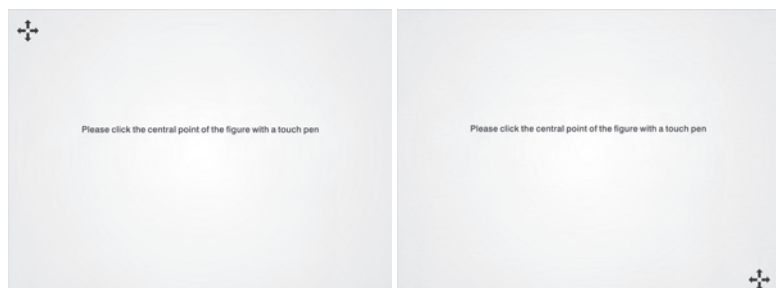 Please click the central point of the figure with a touch pen
Please click the central point of the figure with a touch pen